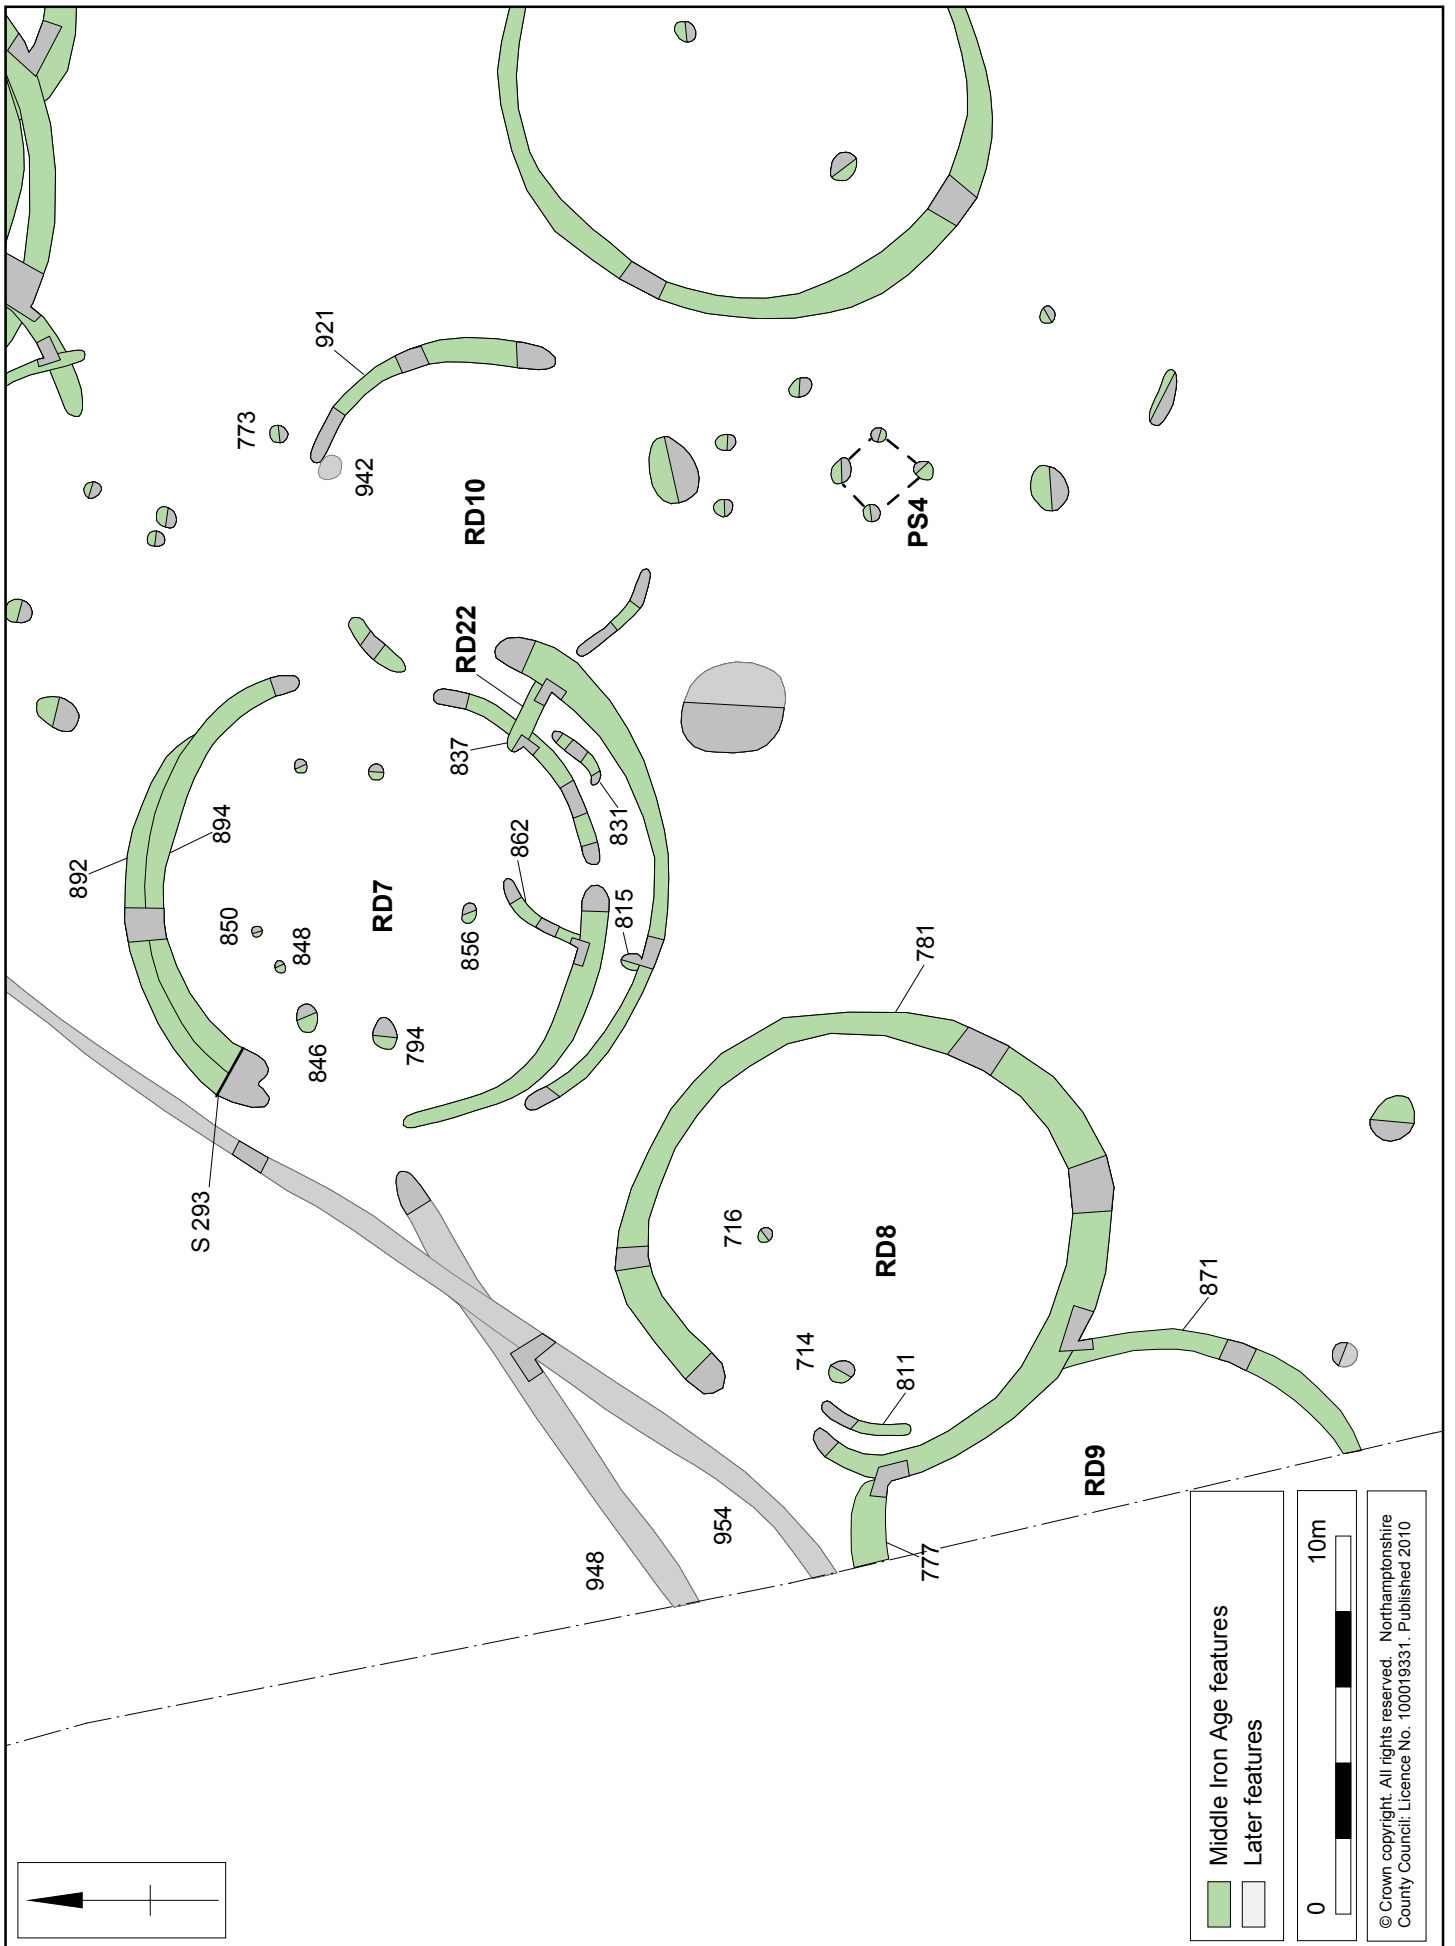 892
894
850
848
846
794
RD7
856
862
815
831
837
RD22
RD10
773
921
942
PS4
S 293
781
716
RD8
714
811
871
RD9
948
954
777
Middle Iron Age features
Later features
0
10m
© Crown copyright. All rights reserved. Northamptonshire
County Council: Licence No. 100019331. Published 2010